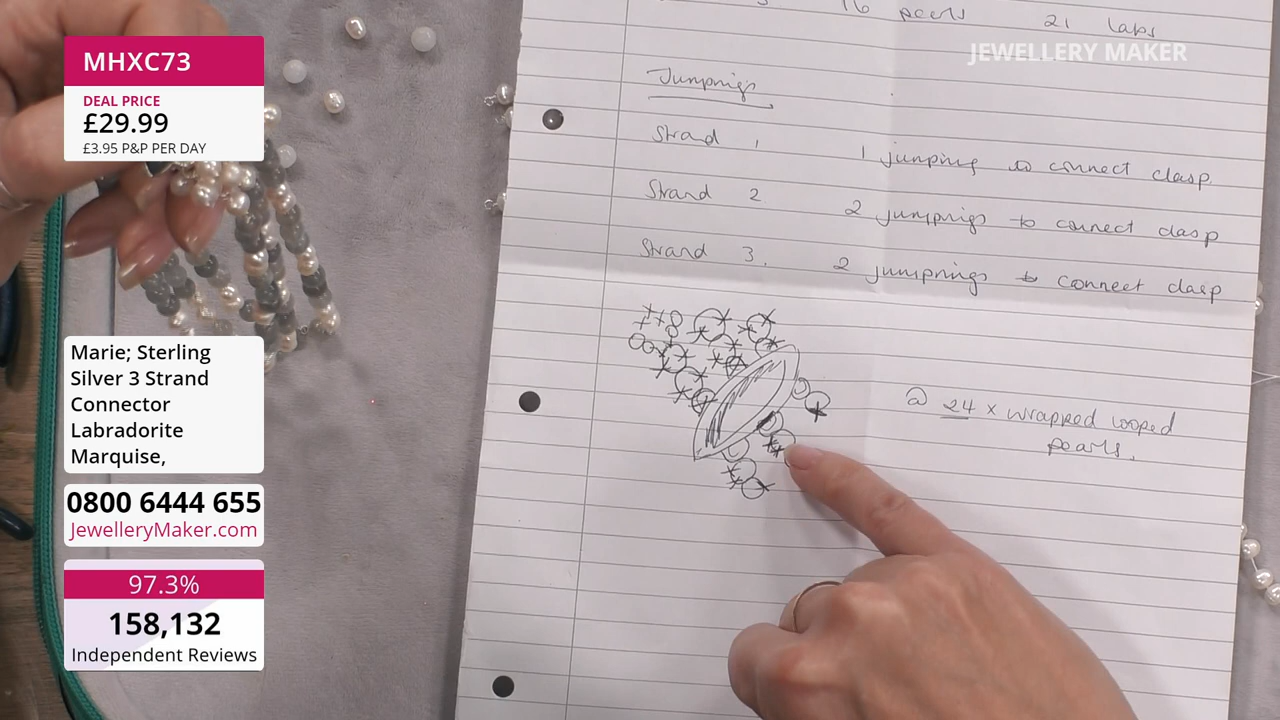 MHXC73
DEAL PRICE
£29.99
£3.95 P&P PER DAY
Marie; Sterling
Silver 3 Strand
Connector
Labradorite
Marquise,
0800 6444 655
JewelleryMaker.com
97.3%
158,132
Independent Reviews
JEWELLERY MAKER
16 pearls 21 labs
Jumprings
Strand 1 1 jumpring to connect clasp.
Strand 2 2 jumprings to connect clasp
Strand 3. 2 jumprings to connect clasp
24 x wrapped looped
pearls.